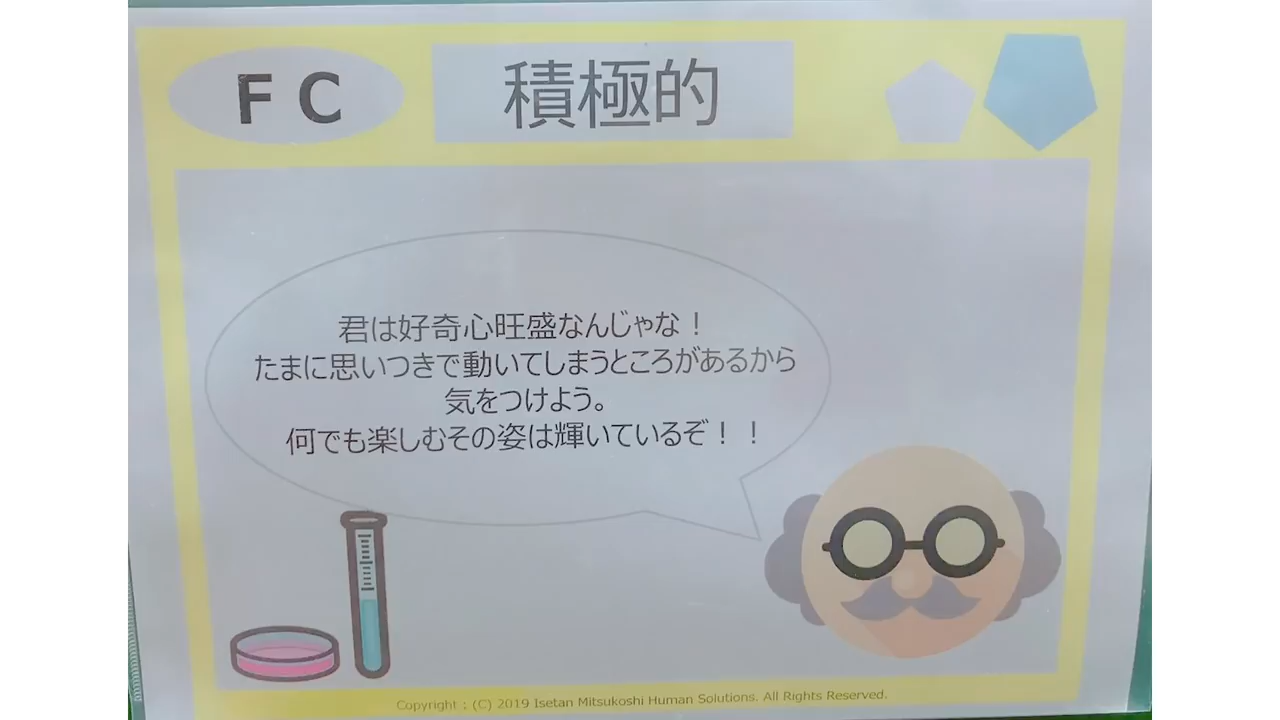 FC
積極的
君は好奇心旺盛なんじゃな！
たまに思いつきで動いてしまうところがあるから
気をつけよう。
何でも楽しむその姿は輝いているぞ！！
Copyright : (C) 2019 Isetan Mitsukoshi Human Solutions. All Rights Reserved.